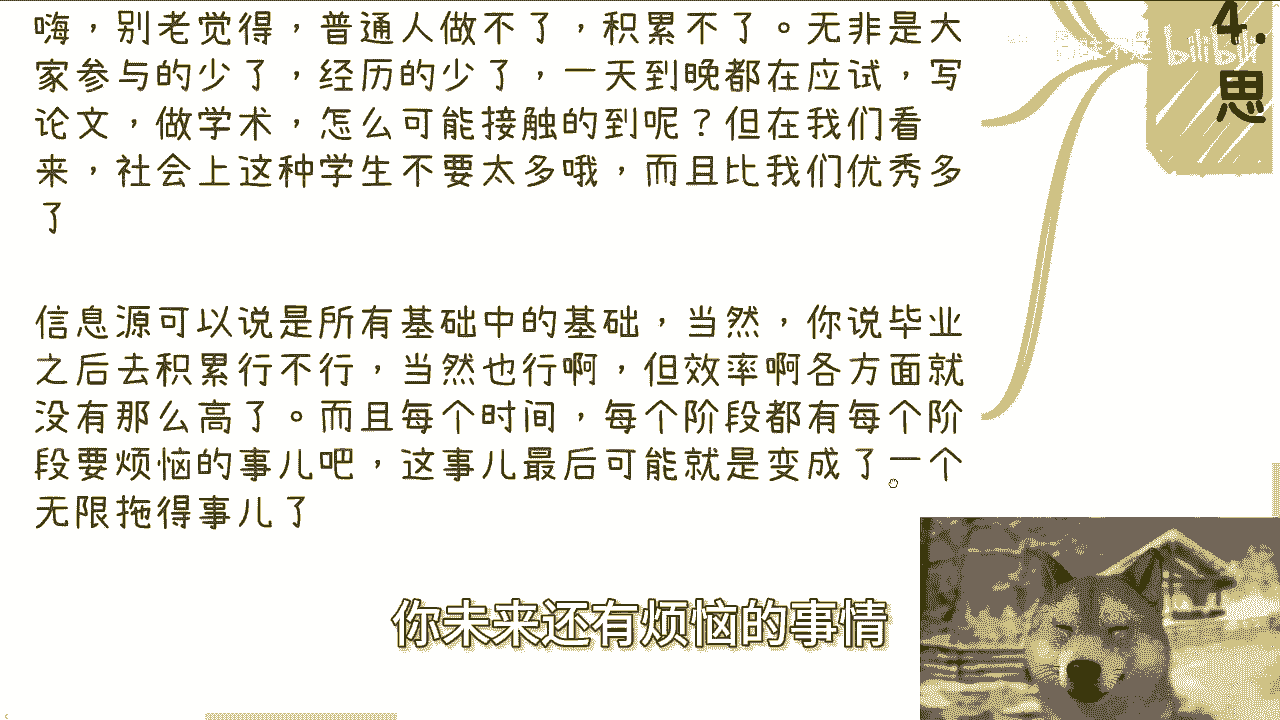 嗨，别老觉得，普通人做不了，积累不了。无非是大
家参与的少了，经历的少了，一天到晚都在应试，写
论文，做学术，怎么可能接触的到呢？但在我们看
来，社会上这种学生不要太多哦，而且比我们优秀多
了
信息源可以说是所有基础中的基础，当然，你说毕业
之后去积累行不行，当然也行啊，但效率啊各方面就
没有那么高了。而且每个时间，每个阶段都有每个阶
段要烦恼的事儿吧，这事儿最后可能就是变成了一个
无限拖得事儿了
4.
思
bilibili
你未来还有烦恼的事情